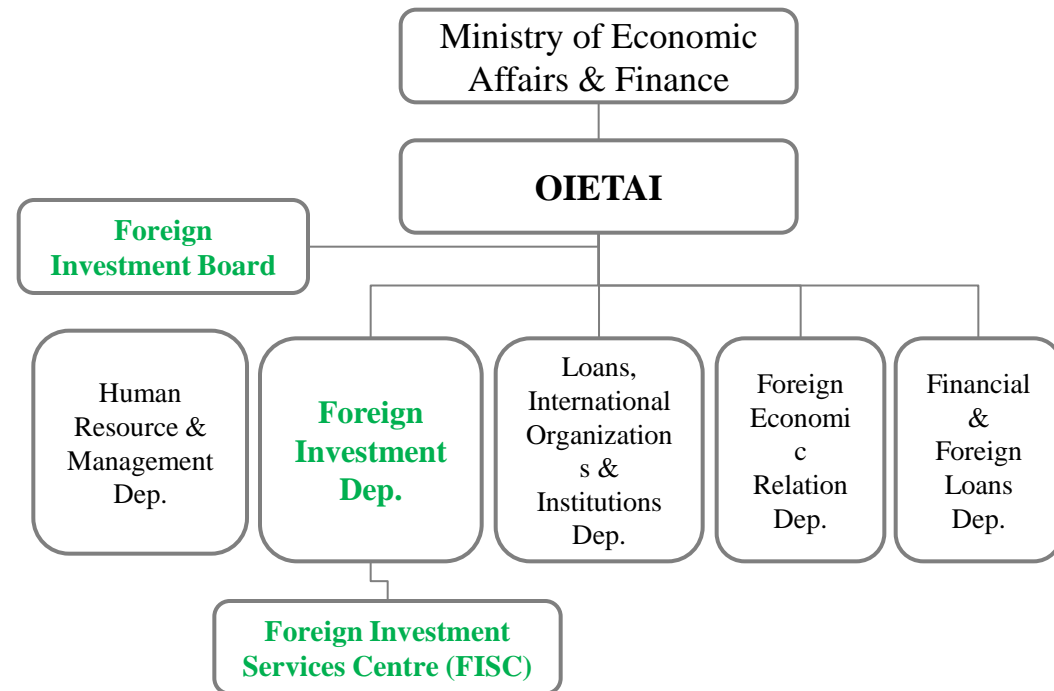 Ministry of Economic
Affairs & Finance
OIETAI
Foreign
Investment Board
Human
Resource &
Management
Dep.
Foreign
Investment
Dep.
Loans,
International
Organization
s &
Institutions
Dep.
Foreign
Economi
c
Relation
Dep.
Financial
&
Foreign
Loans
Dep.
Foreign Investment
Services Centre (FISC)